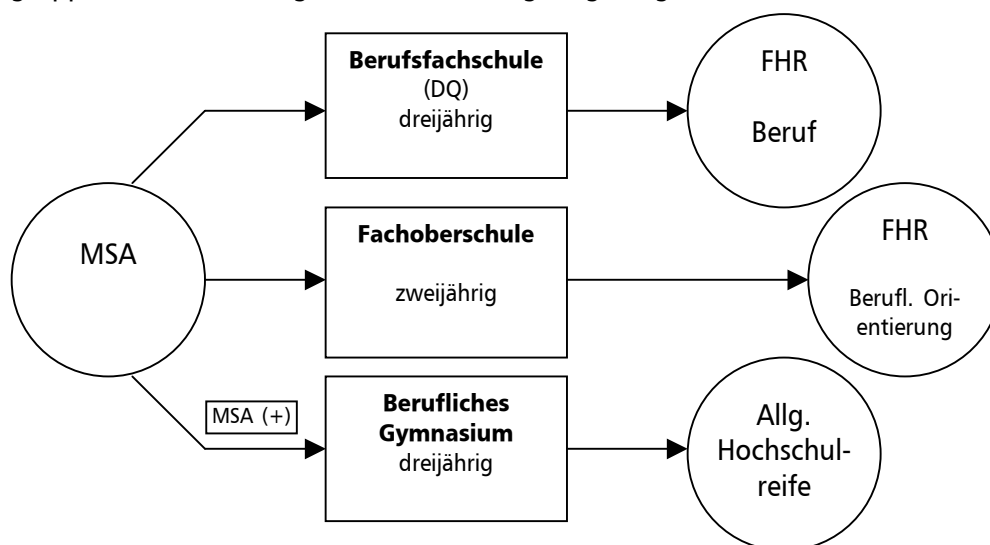 Berufsfachschule
(DQ)
dreijährig
FHR
Beruf
MSA
Fachoberschule
zweijährig
FHR
Berufl. Ori-
entierung
MSA (+)
Berufliches
Gymnasium
dreijährig
Allg.
Hochschul-
reife